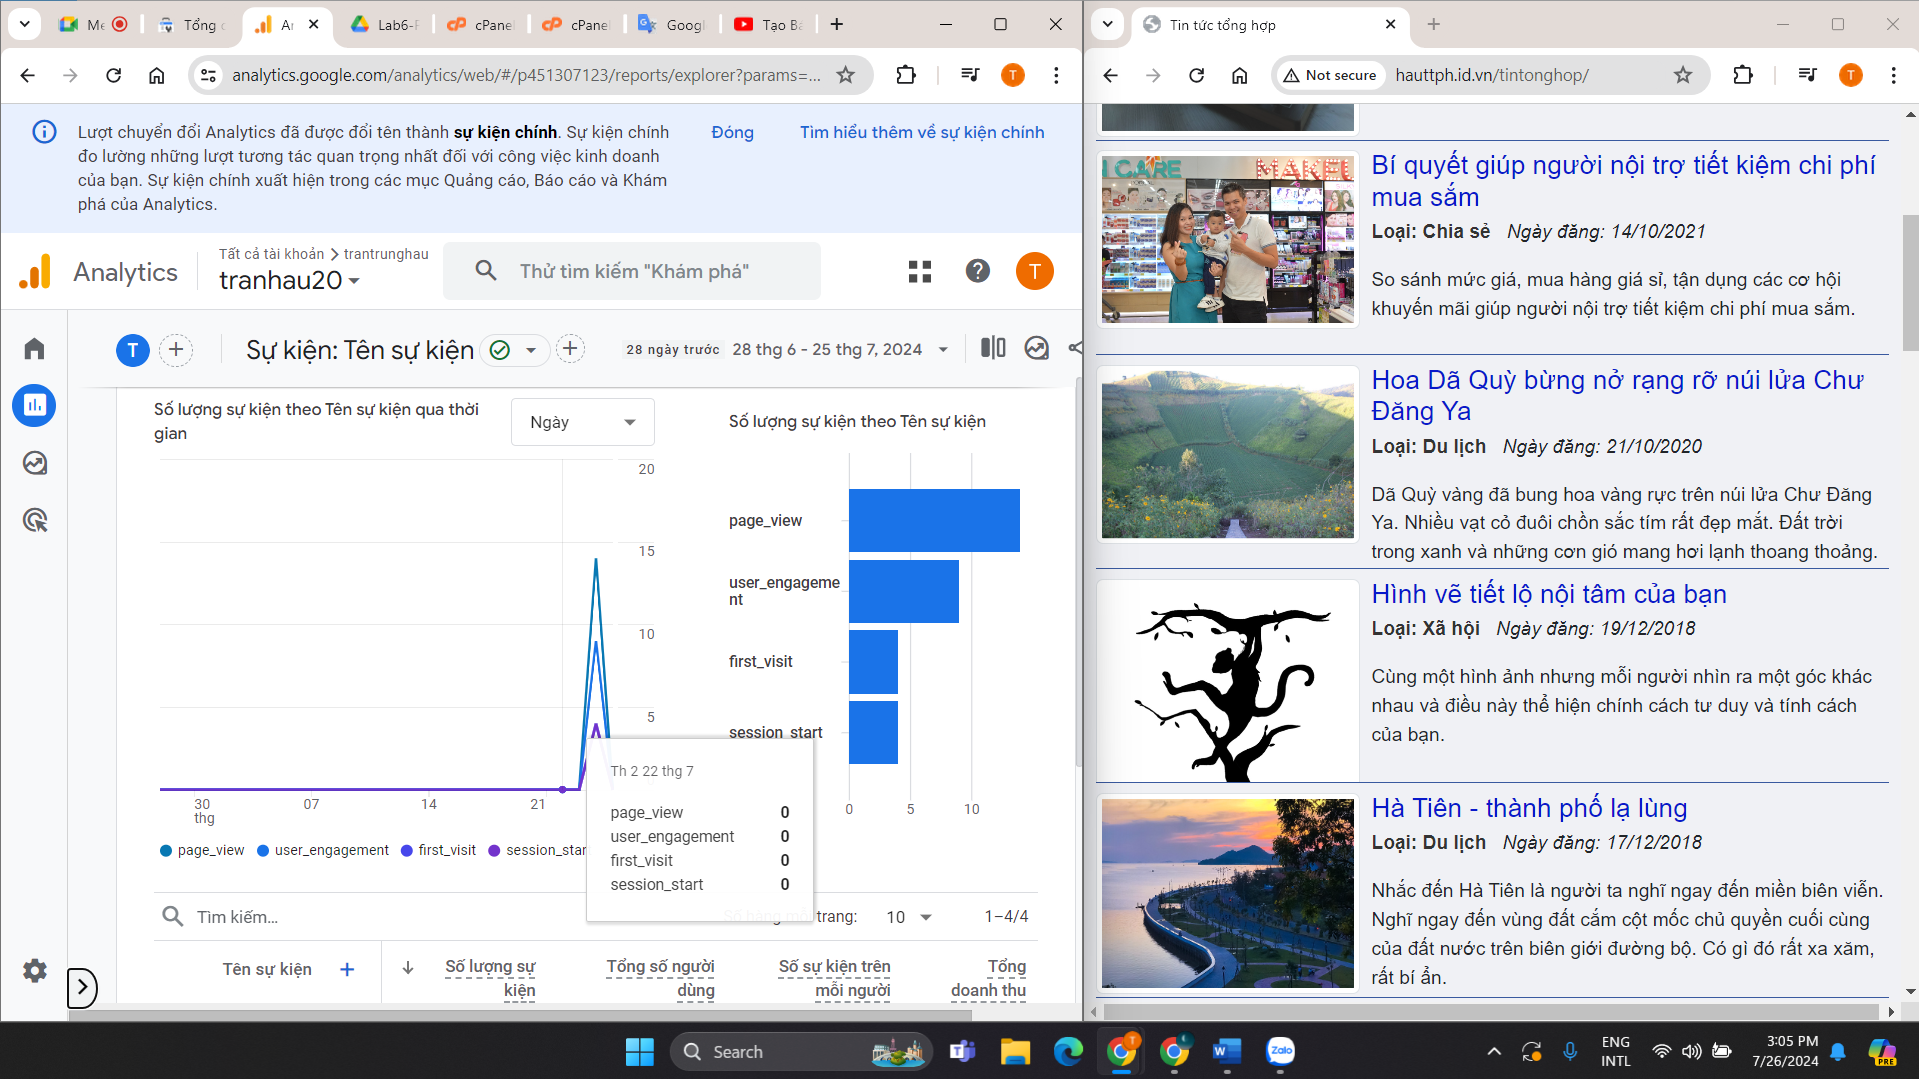 Tổng
Lab6-
cPane
cPane
Googl
Tạo B
analytics.google.com/analytics/web/#/p451307123/reports/explorer?params=...
T
Lượt chuyển đổi Analytics đã được đổi tên thành sự kiện chính. Sự kiện chính
đo lường những lượt tương tác quan trọng nhất đối với công việc kinh doanh
của bạn. Sự kiện chính xuất hiện trong các mục Quảng cáo, Báo cáo và Khám
phá của Analytics.
Đóng
Tìm hiểu thêm về sự kiện chính
Analytics
Tất cả tài khoản > trantrunghau
tranhau20
Thử tìm kiếm "Khám phá"
T
T
Sự kiện: Tên sự kiện
28 ngày trước 28 thg 6 - 25 thg 7, 2024
Số lượng sự kiện theo Tên sự kiện qua thời
gian
Ngày
20
15
10
5
30
thg
07
14
21
page_view
user_engagement
first_visit
session_star
Số lượng sự kiện theo Tên sự kiện
page_view
user_engageme
nt
first_visit
session_start
0
5
10
Th 2 22 thg 7
page_view 0
user_engagement 0
first_visit 0
session_start 0
Tìm kiếm...
Số hàng mỗi trang:
10
1–4/4
Tên sự kiện
Số lượng sự
kiện
Tổng số người
dùng
Số sự kiện trên
mỗi người
Tổng
doanh thu
Tin tức tổng hợp
Not secure
hauttph.id.vn/tintonghop/
T
N CARE
MAKEU
Bí quyết giúp người nội trợ tiết kiệm chi phí
mua sắm
Loại: Chia sẻ Ngày đăng: 14/10/2021
So sánh mức giá, mua hàng giá sỉ, tận dụng các cơ hội
khuyến mãi giúp người nội trợ tiết kiệm chi phí mua sắm.
Hoa Dã Quỳ bừng nở rạng rỡ núi lửa Chư
Đăng Ya
Loại: Du lịch Ngày đăng: 21/10/2020
Dã Quỳ vàng đã bung hoa vàng rực trên núi lửa Chư Đăng
Ya. Nhiều vạt cỏ đuôi chồn sắc tím rất đẹp mắt. Đất trời
trong xanh và những cơn gió mang hơi lạnh thoang thoảng.
Hình vẽ tiết lộ nội tâm của bạn
Loại: Xã hội Ngày đăng: 19/12/2018
Cùng một hình ảnh nhưng mỗi người nhìn ra một góc khác
nhau và điều này thể hiện chính cách tư duy và tính cách
của bạn.
Hà Tiên - thành phố lạ lùng
Loại: Du lịch Ngày đăng: 17/12/2018
Nhắc đến Hà Tiên là người ta nghĩ ngay đến miền biên viễn.
Nghĩ ngay đến vùng đất cắm cột mốc chủ quyền cuối cùng
của đất nước trên biên giới đường bộ. Có gì đó rất xa xăm,
rất bí ẩn.
Search
Zalo
ENG
INTL
3:05 PM
7/26/2024
PRE